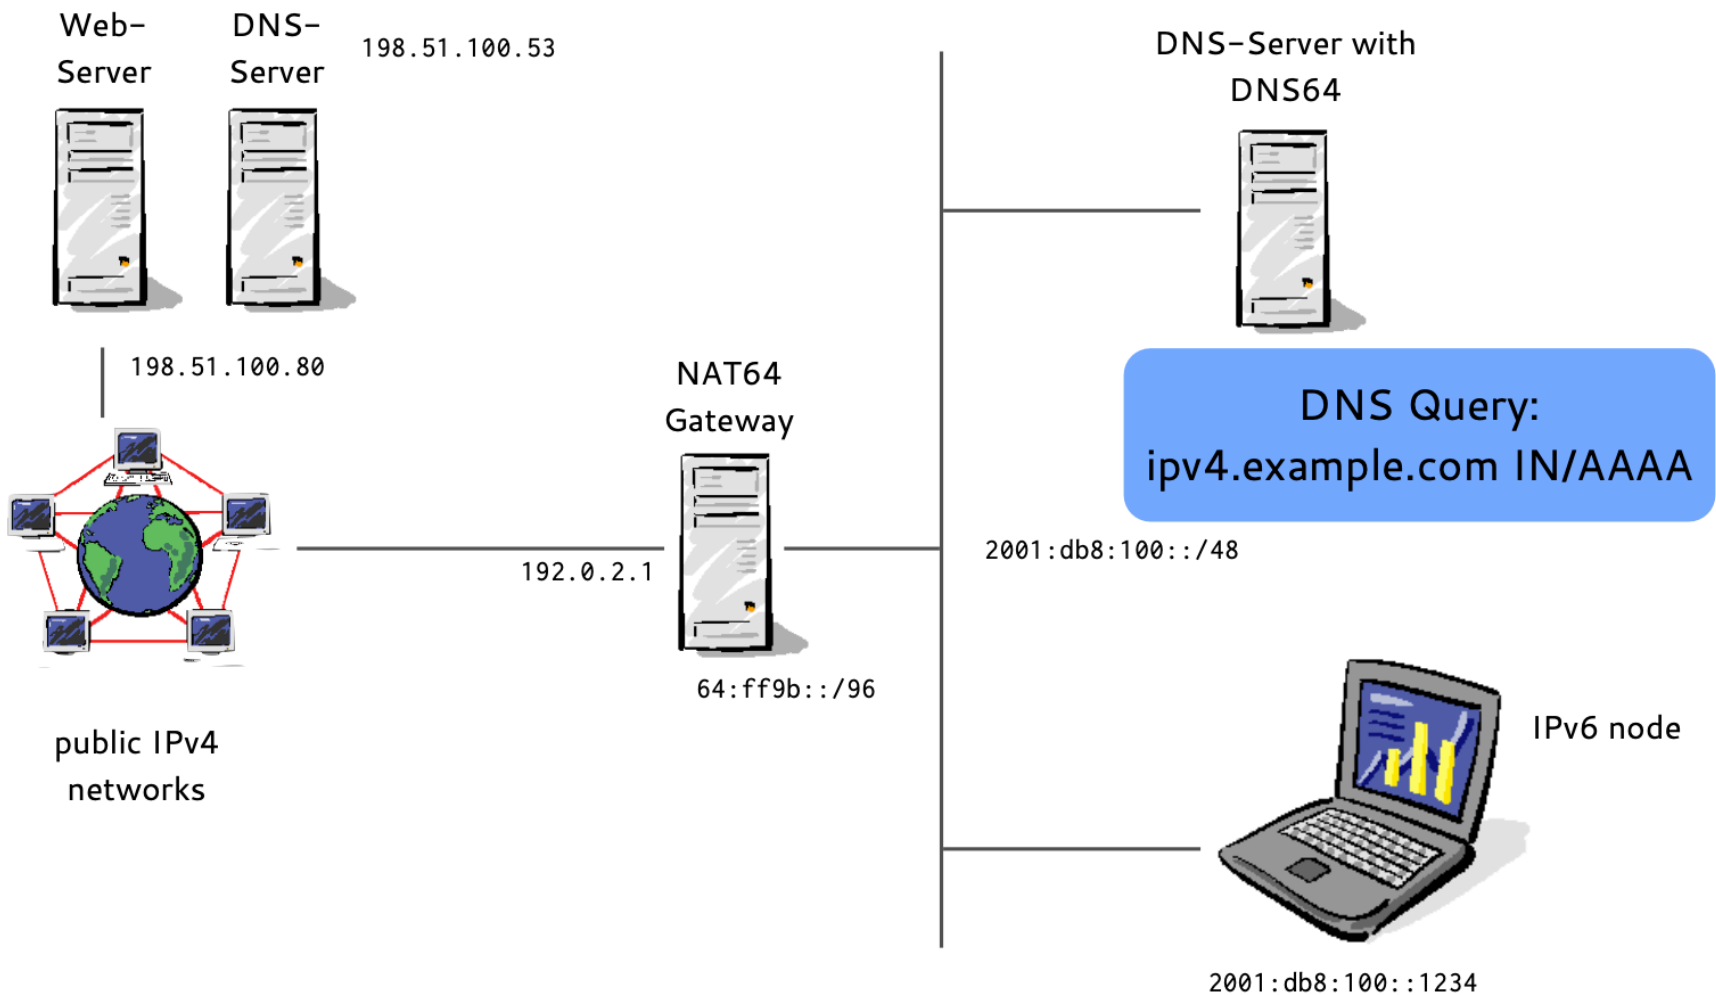 Web-
Server
DNS-
Server
198.51.100.53
DNS-Server with
DNS64
198.51.100.80
NAT64
Gateway
DNS Query:
ipv4.example.com IN/AAAA
192.0.2.1
2001:db8:100::/48
64:ff9b::/96
public IPv4
networks
IPv6 node
2001:db8:100::1234